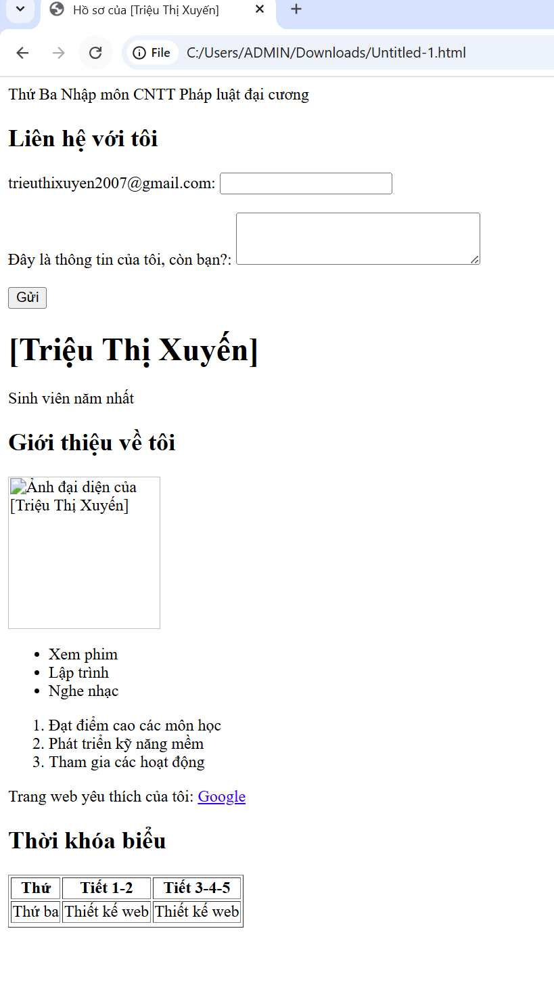 Hồ sơ của [Triệu Thị Xuyến]
File C:/Users/ADMIN/Downloads/Untitled-1.html
Thứ Ba Nhập môn CNTT Pháp luật đại cương
Liên hệ với tôi
trieuthixuyen2007@gmail.com:
Đây là thông tin của tôi, còn bạn?:
Gửi
[Triệu Thị Xuyến]
Sinh viên năm nhất
Giới thiệu về tôi
Ảnh đại diện của
[Triệu Thị Xuyến]
• Xem phim
• Lập trình
• Nghe nhạc
1. Đạt điểm cao các môn học
2. Phát triển kỹ năng mềm
3. Tham gia các hoạt động
Trang web yêu thích của tôi: Google
Thời khóa biểu
Thứ Tiết 1-2 Tiết 3-4-5
Thứ ba Thiết kế web Thiết kế web